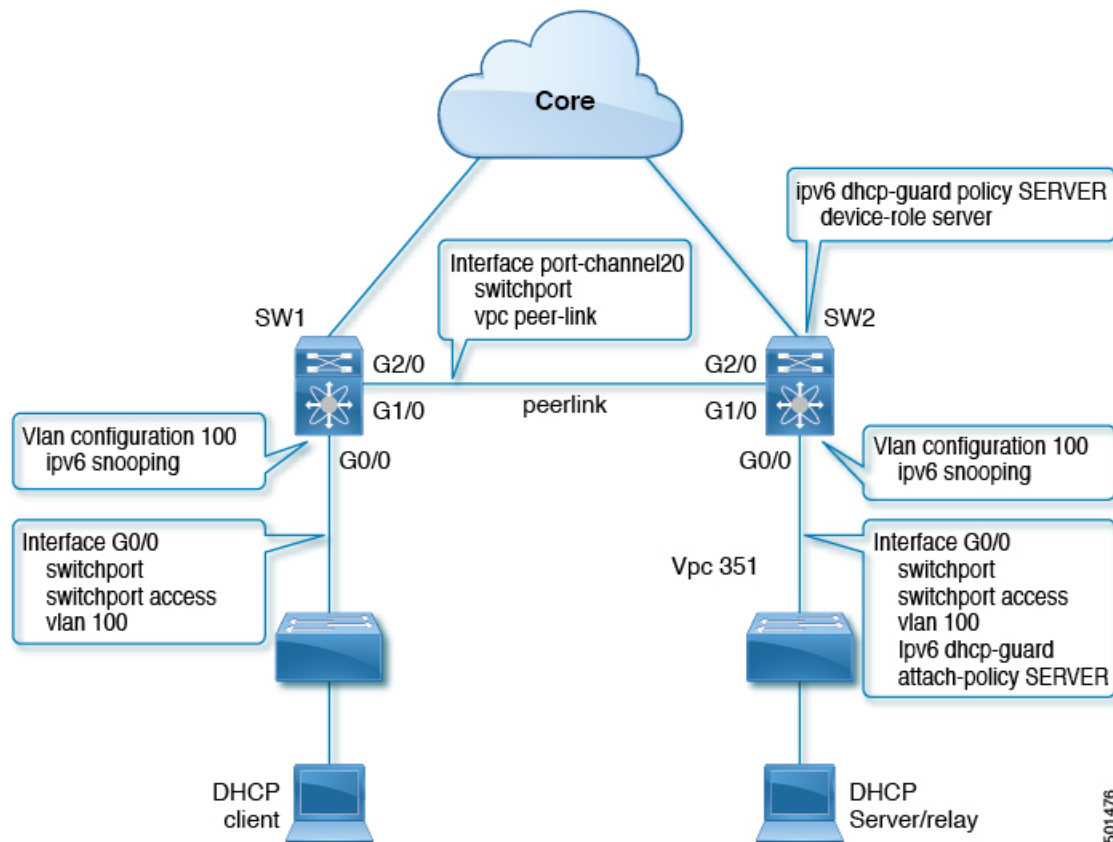 Core
ipv6 dhcp-guard policy SERVER
device-role server
Interface port-channel20
switchport
vpc peer-link
SW1
SW2
G2/0
G2/0
peerlink
G1/0
G1/0
Vlan configuration 100
ipv6 snooping
G0/0
G0/0
Vlan configuration 100
ipv6 snooping
Interface G0/0
switchport
switchport access
vlan 100
Vpc 351
Interface G0/0
switchport
switchport access
vlan 100
Ipv6 dhcp-guard
attach-policy SERVER
DHCP
client
DHCP
Server/relay
501476